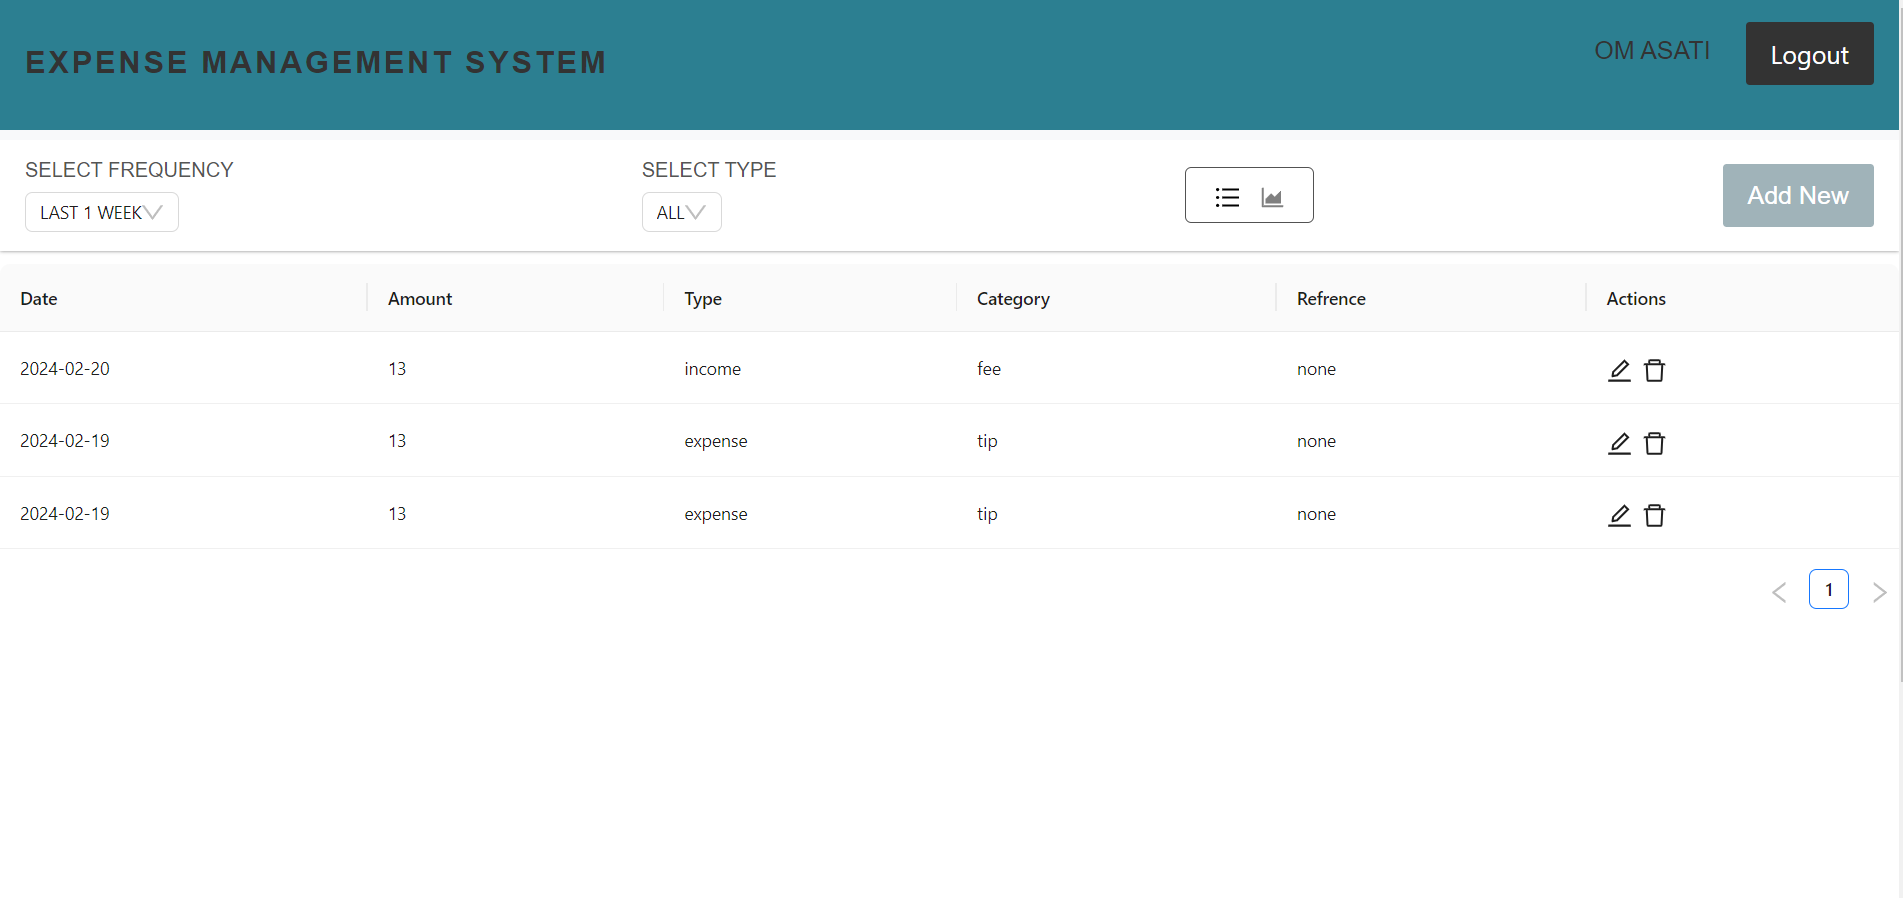 EXPENSE MANAGEMENT SYSTEM
OM ASATI
Logout
SELECT FREQUENCY
LAST 1 WEEK
SELECT TYPE
ALL
Add New
Date Amount Type Category Refrence Actions
2024-02-20 13 income fee none
2024-02-19 13 expense tip none
2024-02-19 13 expense tip none
1